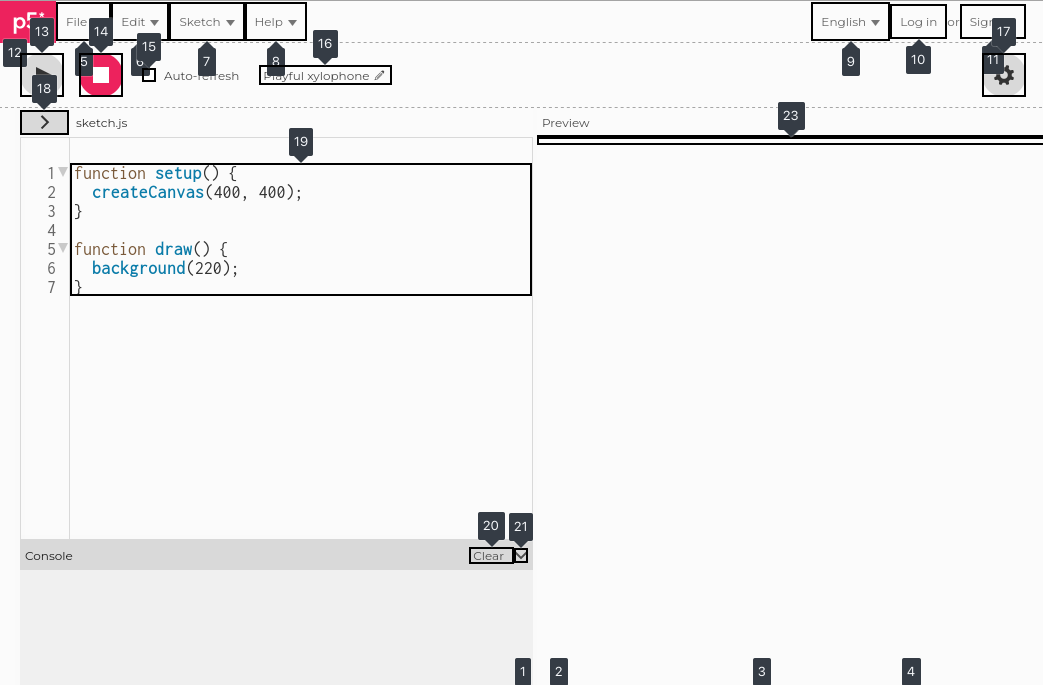 p5*
File
Edit
Sketch
Help
English
Log in
or
13
14
15
16
17
12
5
6
7
8
9
10
11
Auto-refresh
Playful xylophone
18
sketch.js
Preview
23
19
1 function setup() {
2 createCanvas(400, 400);
3 }
4
5 function draw() {
6 background(220);
7 }
20
21
Console
Clear
1
2
3
4